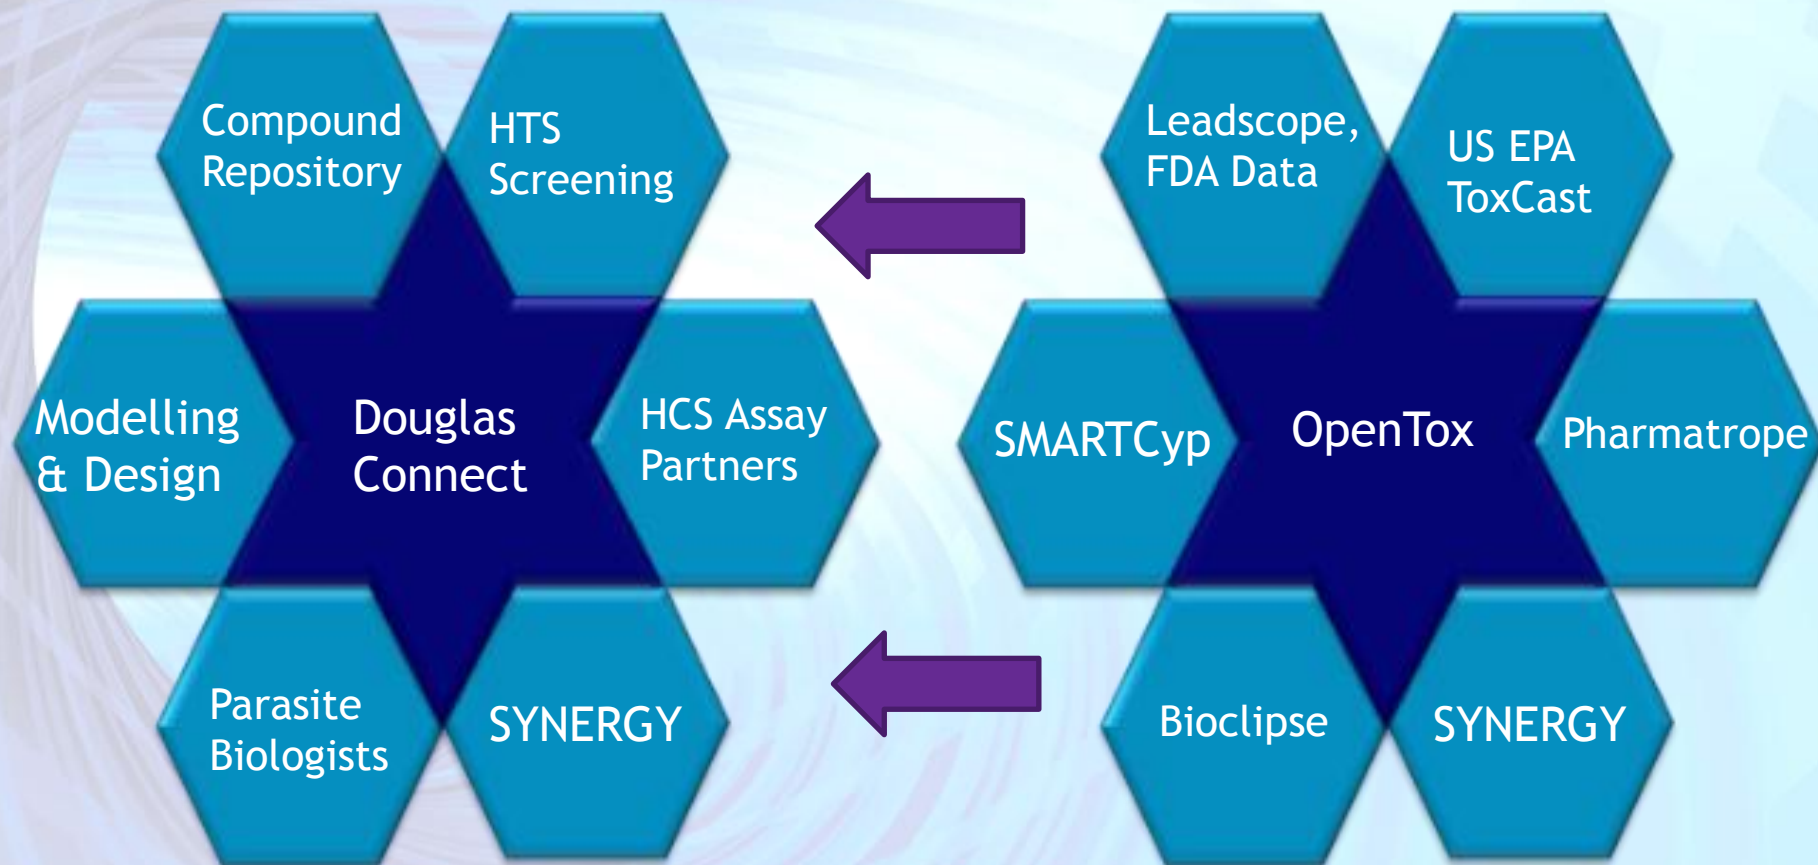 Compound
Repository
HTS
Screening
Modelling
& Design
Douglas
Connect
HCS Assay
Partners
Parasite
Biologists
SYNERGY
Leadscope,
FDA Data
US EPA
ToxCast
SMARTCyp
OpenTox
Pharmatrope
Bioclipse
SYNERGY